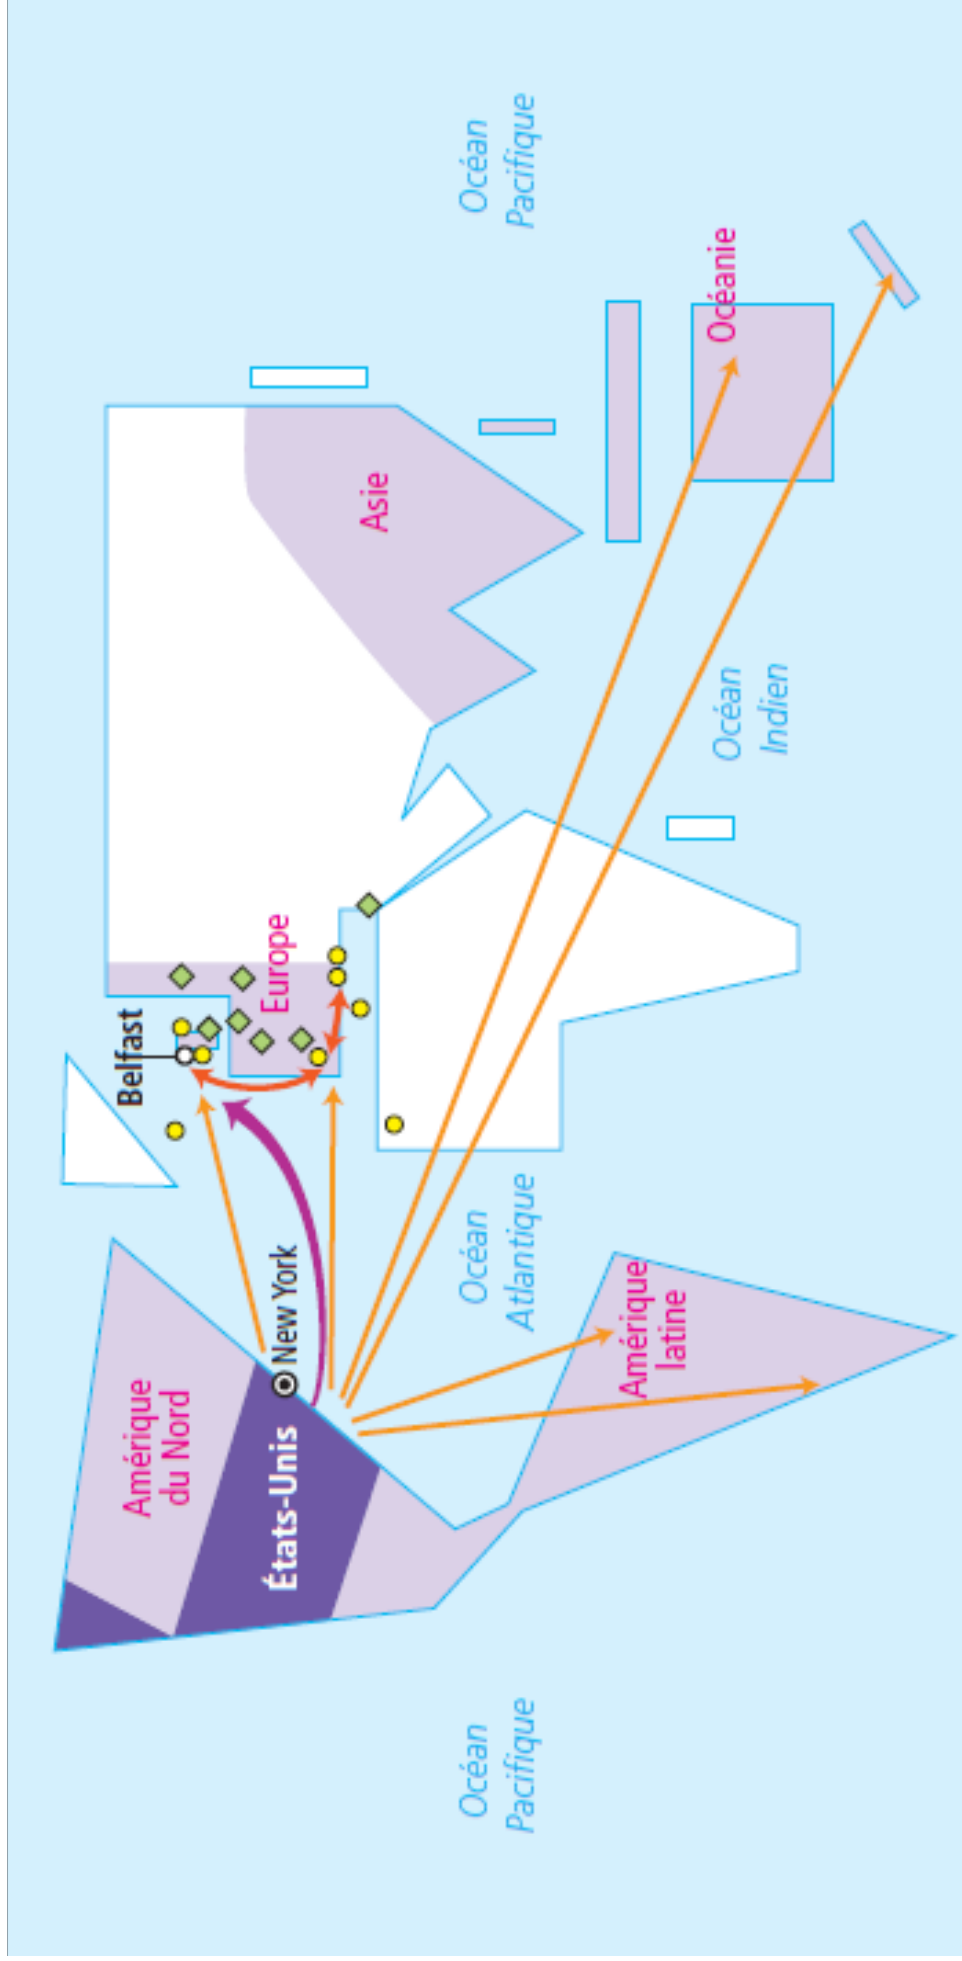 Amérique
du Nord
États-Unis
New York
Belfast
Europe
Asie
Océan
Pacifique
Océan
Atlantique
Océan
Pacifique
Amérique
latine
Océan
Indien
Océanie